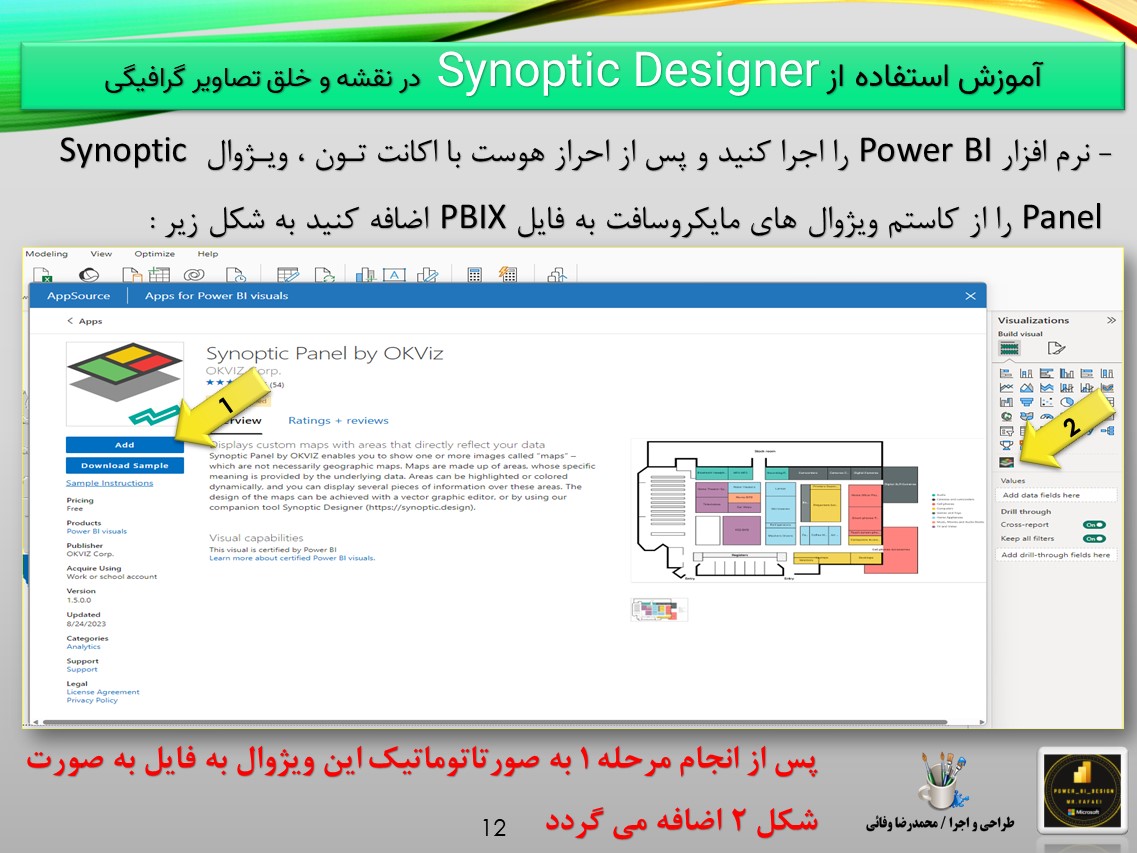 آموزش استفاده از Synoptic Designer در نقشه و خلق تصاویر گرافیگی
- نرم افزار Power BI را اجرا کنید و پس از احراز هوست با اکانت تـون ، ویـژوال Synoptic
Panel را از کاستم ویژوال های مایکروسافت به فایل PBIX اضافه کنید به شکل زیر :
Modeling View Optimize Help
AppSource Apps for Power BI visuals
Apps
Synoptic Panel by OKViz
OKVIZ Corp.
(54)
1
Overview Ratings + reviews
Add
Download Sample
Sample Instructions
Pricing
Free
Products
Power BI visuals
Publisher
OKVIZ Corp.
Acquire Using
Work or school account
Version
1.5.0.0
Updated
8/24/2023
Categories
Analytics
Support
Support
Legal
License Agreement
Privacy Policy
Displays custom maps with areas that directly reflect your data
Synoptic Panel by OKViz enables you to show one or more images called "maps" –
which are not necessarily geographic maps. Maps are made up of areas, whose specific
meaning is provided by the underlying data. Areas can be highlighted or colored
dynamically, and you can display several pieces of information over these areas. The
design of the maps can be achieved with a vector graphic editor, or by using our
companion tool Synoptic Designer (https://synoptic.design).
Visual capabilities
This visual is certified by Power BI
Learn more about certified Power BI visuals.
Stock room
Registers
Entry
Entry
Visualizations
Build visual
2
Values
Add data fields here
Drill through
Cross-report On
Keep all filters On
Add drill-through fields here
پس از انجام مرحله ۱ به صورتاتوماتیک این ویژوال به فایل به صورت
شکل ۲ اضافه می گردد
12
طراحی و اجرا / محمدرضا وفائی
POWER_BI_DESIGN
MR.VAFAEI
Microsoft